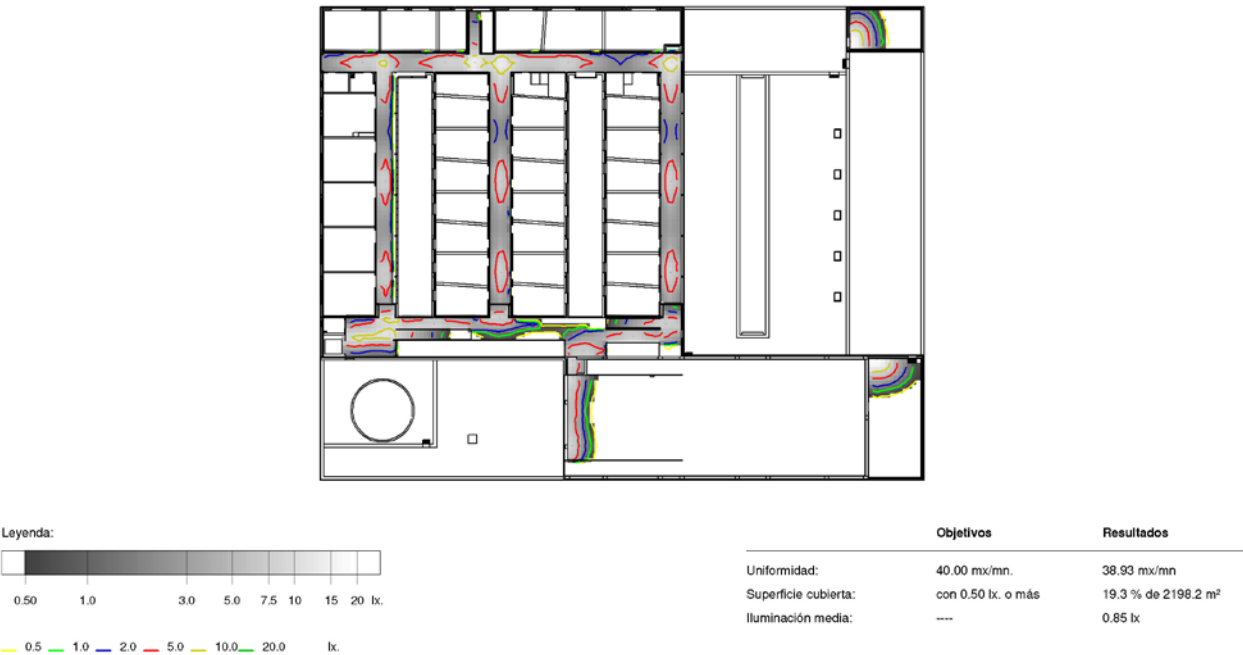 Leyenda:
0.50 1.0 3.0 5.0 7.5 10 15 20 lx.
0.5 1.0 2.0 5.0 10.0 20.0 lx.
Objetivos Resultados
Uniformidad: 40.00 mx/mn. 38.93 mx/mn
Superficie cubierta: con 0.50 lx. o más 19.3 % de 2198.2 m²
Iluminación media: ---- 0.85 lx